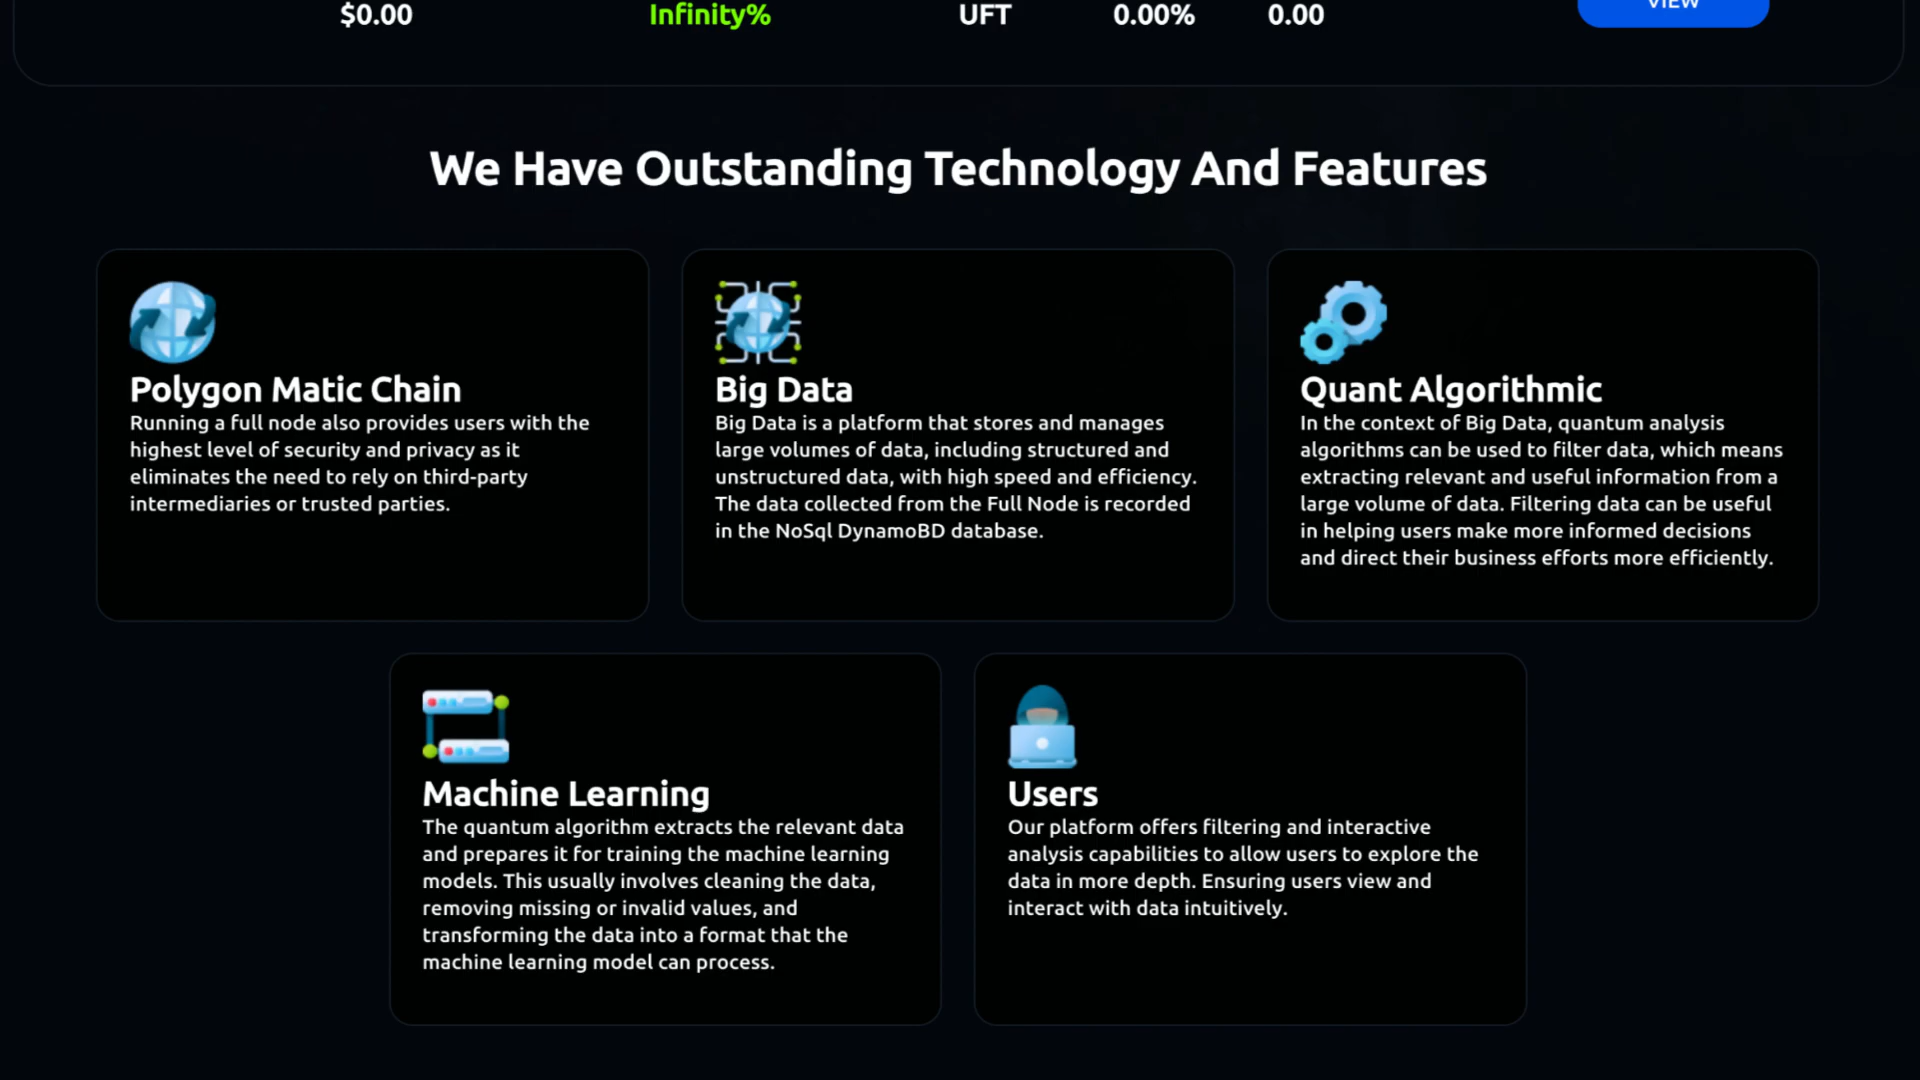 $0.00 Infinity% UFT 0.00% 0.00 VIEW
We Have Outstanding Technology And Features
Polygon Matic Chain
Running a full node also provides users with the
highest level of security and privacy as it
eliminates the need to rely on third-party
intermediaries or trusted parties.
Big Data
Big Data is a platform that stores and manages
large volumes of data, including structured and
unstructured data, with high speed and efficiency.
The data collected from the Full Node is recorded
in the NoSql DynamoBD database.
Quant Algorithmic
In the context of Big Data, quantum analysis
algorithms can be used to filter data, which means
extracting relevant and useful information from a
large volume of data. Filtering data can be useful
in helping users make more informed decisions
and direct their business efforts more efficiently.
Machine Learning
The quantum algorithm extracts the relevant data
and prepares it for training the machine learning
models. This usually involves cleaning the data,
removing missing or invalid values, and
transforming the data into a format that the
machine learning model can process.
Users
Our platform offers filtering and interactive
analysis capabilities to allow users to explore the
data in more depth. Ensuring users view and
interact with data intuitively.